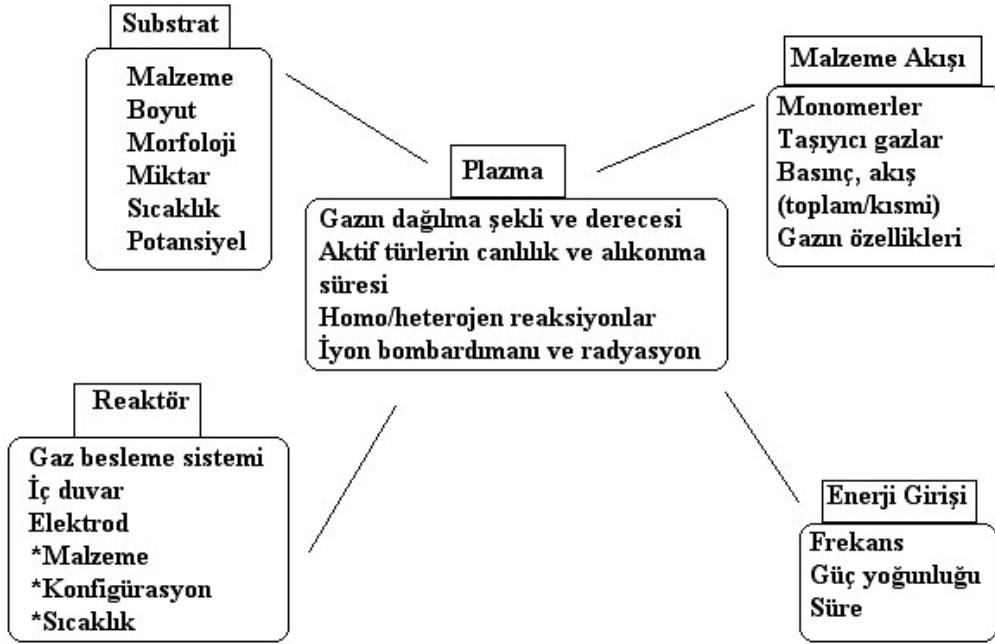 Substrat
Malzeme
Boyut
Morfoloji
Miktar
Sıcaklık
Potansiyel
Malzeme Akışı
Monomerler
Taşıyıcı gazlar
Basınç, akış
(toplam/kısmi)
Gazın özellikleri
Plazma
Gazın dağılma şekli ve derecesi
Aktif türlerin canlılık ve alıkonma
süresi
Homo/heterojen reaksiyonlar
İyon bombardımanı ve radyasyon
Reaktör
Gaz besleme sistemi
İç duvar
Elektrod
*Malzeme
*Konfigürasyon
*Sıcaklık
Enerji Girişi
Frekans
Güç yoğunluğu
Süre